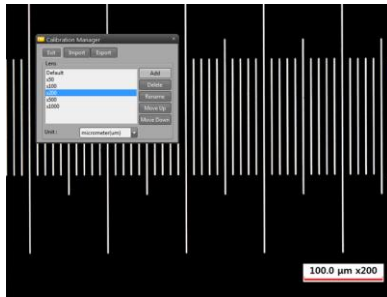 Calibration Manager
Exit Import Export
Lens
Default
x50
x100
x200
x500
x1000
Add
Delete
Rename
Move Up
Move Down
Unit : micrometer(um)
100.0 µm x200